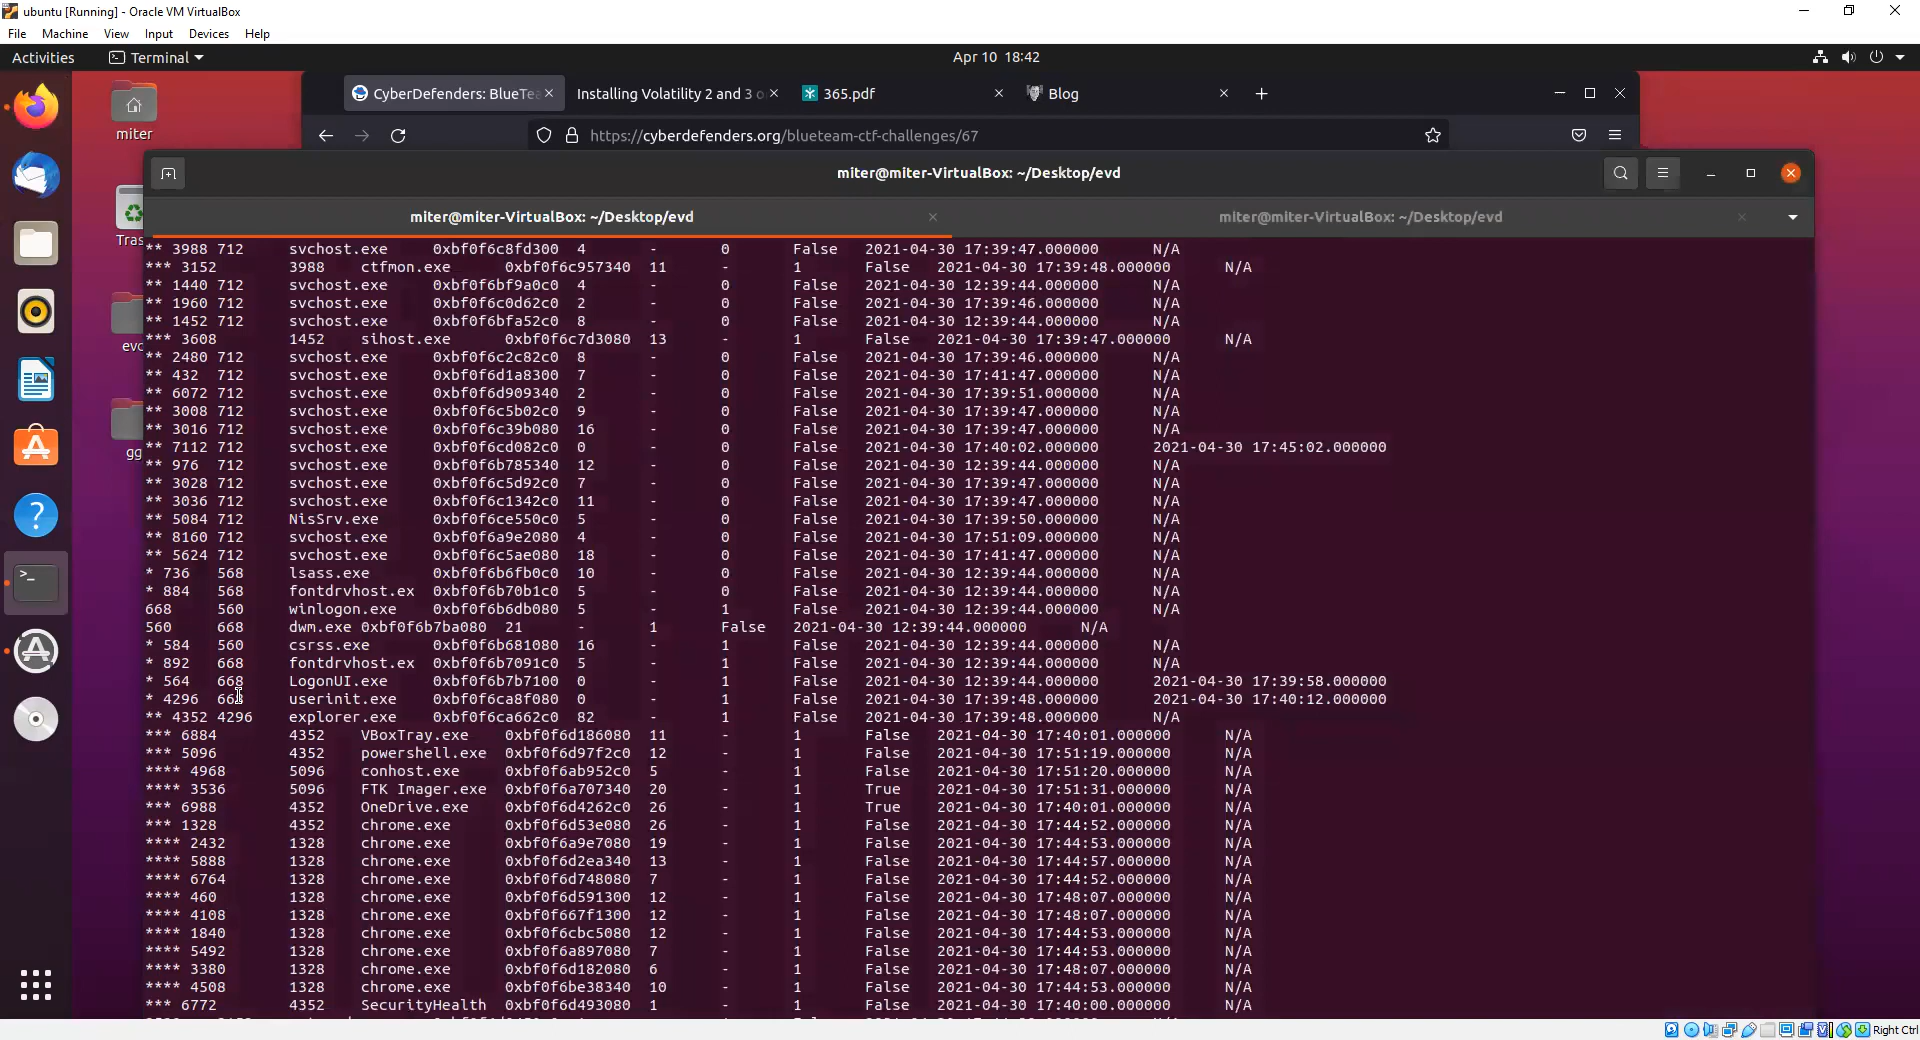 ubuntu [Running] - Oracle VM VirtualBox
File Machine View Input Devices Help
Activities Terminal Apr 10 18:42
miter
CyberDefenders: BlueTea Installing Volatility 2 and 3 o 365.pdf Blog
https://cyberdefenders.org/blueteam-ctf-challenges/67
miter@miter-VirtualBox: ~/Desktop/evd
miter@miter-VirtualBox: ~/Desktop/evd miter@miter-VirtualBox: ~/Desktop/evd
Tras
evd
gg
** 3988 712 svchost.exe 0xbf0f6c8fd300 4 - 0 False 2021-04-30 17:39:47.000000 N/A
*** 3152 3988 ctfmon.exe 0xbf0f6c957340 11 - 1 False 2021-04-30 17:39:48.000000 N/A
** 1440 712 svchost.exe 0xbf0f6bf9a0c0 4 - 0 False 2021-04-30 12:39:44.000000 N/A
** 1960 712 svchost.exe 0xbf0f6c0d62c0 2 - 0 False 2021-04-30 17:39:46.000000 N/A
** 1452 712 svchost.exe 0xbf0f6bfa52c0 8 - 0 False 2021-04-30 12:39:44.000000 N/A
*** 3608 1452 sihost.exe 0xbf0f6c7d3080 13 - 1 False 2021-04-30 17:39:47.000000 N/A
** 2480 712 svchost.exe 0xbf0f6c2c82c0 8 - 0 False 2021-04-30 17:39:46.000000 N/A
** 432 712 svchost.exe 0xbf0f6d1a8300 7 - 0 False 2021-04-30 17:41:47.000000 N/A
** 6072 712 svchost.exe 0xbf0f6d909340 2 - 0 False 2021-04-30 17:39:51.000000 N/A
** 3008 712 svchost.exe 0xbf0f6c5b02c0 9 - 0 False 2021-04-30 17:39:47.000000 N/A
** 3016 712 svchost.exe 0xbf0f6c39b080 16 - 0 False 2021-04-30 17:39:47.000000 N/A
** 7112 712 svchost.exe 0xbf0f6cd082c0 0 - 0 False 2021-04-30 17:40:02.000000 2021-04-30 17:45:02.000000
** 976 712 svchost.exe 0xbf0f6b785340 12 - 0 False 2021-04-30 12:39:44.000000 N/A
** 3028 712 svchost.exe 0xbf0f6c5d92c0 7 - 0 False 2021-04-30 17:39:47.000000 N/A
** 3036 712 svchost.exe 0xbf0f6c1342c0 11 - 0 False 2021-04-30 17:39:47.000000 N/A
** 5084 712 NisSrv.exe 0xbf0f6ce550c0 5 - 0 False 2021-04-30 17:39:50.000000 N/A
** 8160 712 svchost.exe 0xbf0f6a9e2080 4 - 0 False 2021-04-30 17:51:09.000000 N/A
** 5624 712 svchost.exe 0xbf0f6c5ae080 18 - 0 False 2021-04-30 17:41:47.000000 N/A
* 736 568 lsass.exe 0xbf0f6b6fb0c0 10 - 0 False 2021-04-30 12:39:44.000000 N/A
* 884 568 fontdrvhost.ex 0xbf0f6b70b1c0 5 - 0 False 2021-04-30 12:39:44.000000 N/A
668 560 winlogon.exe 0xbf0f6b6db080 5 - 1 False 2021-04-30 12:39:44.000000 N/A
560 668 dwm.exe 0xbf0f6b7ba080 21 - 1 False 2021-04-30 12:39:44.000000 N/A
* 584 560 csrss.exe 0xbf0f6b681080 16 - 1 False 2021-04-30 12:39:44.000000 N/A
* 892 668 fontdrvhost.ex 0xbf0f6b7091c0 5 - 1 False 2021-04-30 12:39:44.000000 N/A
* 564 668 LogonUI.exe 0xbf0f6b7b7100 0 - 1 False 2021-04-30 12:39:44.000000 2021-04-30 17:39:58.000000
* 4296 668 userinit.exe 0xbf0f6ca8f080 0 - 1 False 2021-04-30 17:39:48.000000 2021-04-30 17:40:12.000000
** 4352 4296 explorer.exe 0xbf0f6ca662c0 82 - 1 False 2021-04-30 17:39:48.000000 N/A
*** 6884 4352 VBoxTray.exe 0xbf0f6d186080 11 - 1 False 2021-04-30 17:40:01.000000 N/A
*** 5096 4352 powershell.exe 0xbf0f6d97f2c0 12 - 1 False 2021-04-30 17:51:19.000000 N/A
**** 4968 5096 conhost.exe 0xbf0f6ab952c0 5 - 1 False 2021-04-30 17:51:20.000000 N/A
**** 3536 5096 FTK Imager.exe 0xbf0f6a707340 20 - 1 True 2021-04-30 17:51:31.000000 N/A
*** 6988 4352 OneDrive.exe 0xbf0f6d4262c0 26 - 1 True 2021-04-30 17:40:01.000000 N/A
*** 1328 4352 chrome.exe 0xbf0f6d53e080 26 - 1 False 2021-04-30 17:44:52.000000 N/A
**** 2432 1328 chrome.exe 0xbf0f6a9e7080 19 - 1 False 2021-04-30 17:44:53.000000 N/A
**** 5888 1328 chrome.exe 0xbf0f6d2ea340 13 - 1 False 2021-04-30 17:44:57.000000 N/A
**** 6764 1328 chrome.exe 0xbf0f6d748080 7 - 1 False 2021-04-30 17:44:52.000000 N/A
**** 460 1328 chrome.exe 0xbf0f6d591300 12 - 1 False 2021-04-30 17:48:07.000000 N/A
**** 4108 1328 chrome.exe 0xbf0f667f1300 12 - 1 False 2021-04-30 17:48:07.000000 N/A
**** 1840 1328 chrome.exe 0xbf0f6cbc5080 12 - 1 False 2021-04-30 17:44:53.000000 N/A
**** 5492 1328 chrome.exe 0xbf0f6a897080 7 - 1 False 2021-04-30 17:44:53.000000 N/A
**** 3380 1328 chrome.exe 0xbf0f6d182080 6 - 1 False 2021-04-30 17:48:07.000000 N/A
**** 4508 1328 chrome.exe 0xbf0f6be38340 10 - 1 False 2021-04-30 17:44:53.000000 N/A
*** 6772 4352 SecurityHealth 0xbf0f6d493080 1 - 1 False 2021-04-30 17:40:00.000000 N/A
Right Ctrl